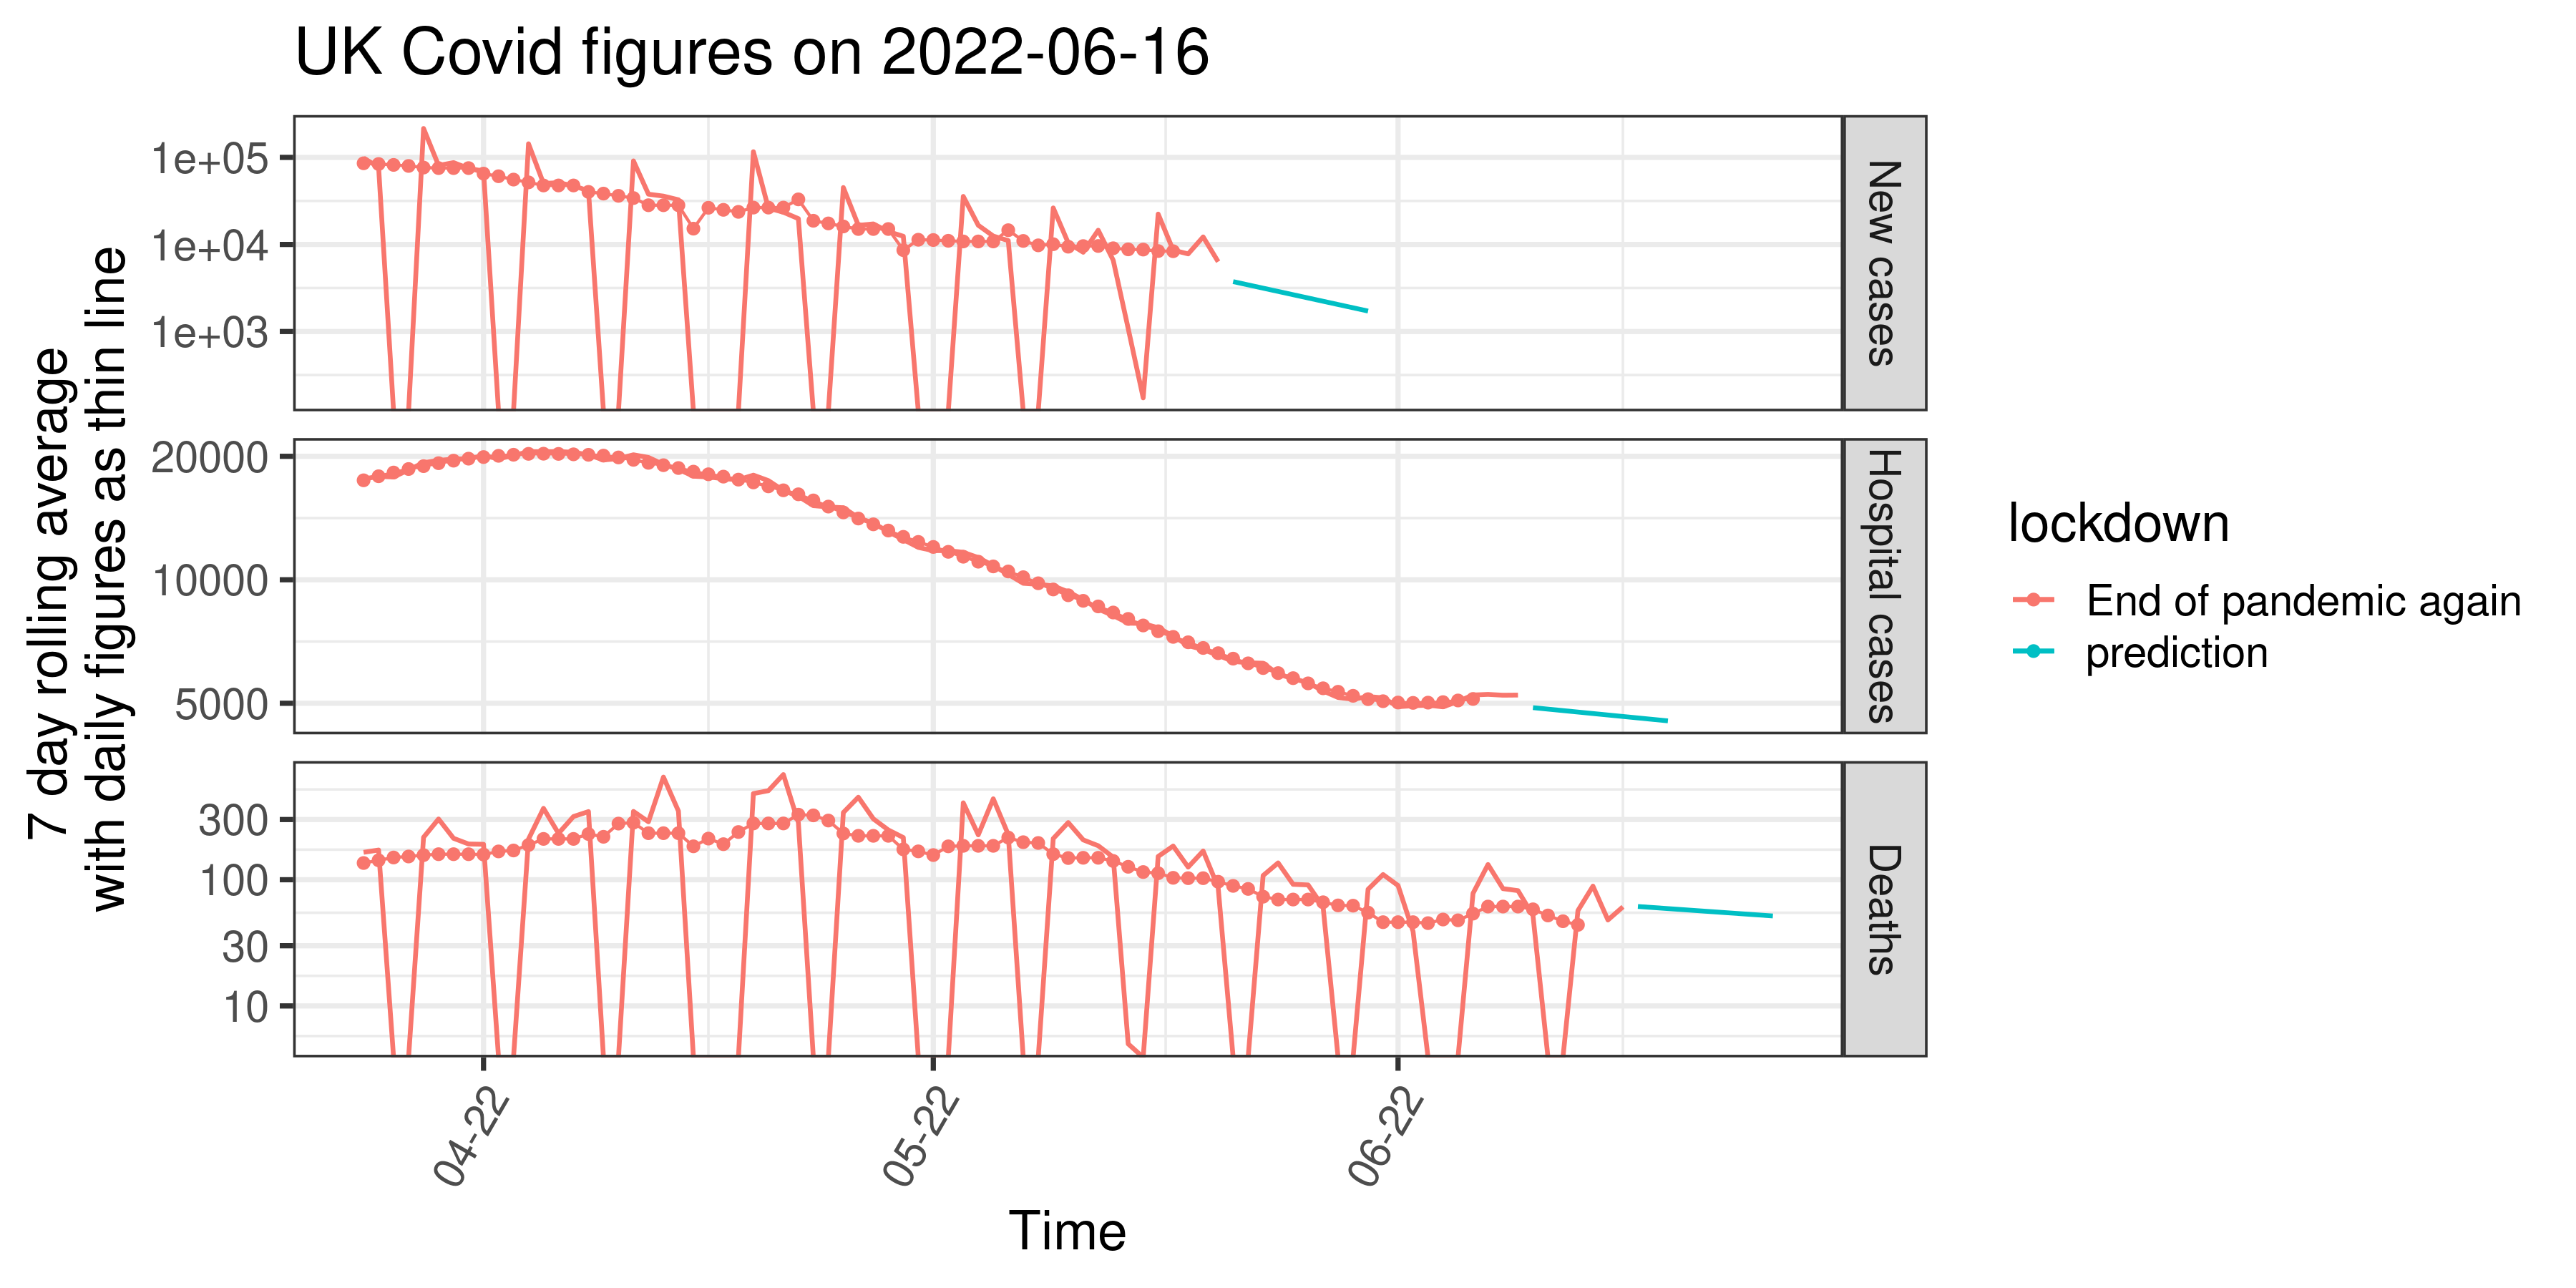 UK Covid figures on 2022-06-16
7 day rolling average
with daily figures as thin line
1e+05
1e+04
1e+03
New cases
20000
10000
5000
Hospital cases
300
100
30
10
Deaths
04-22
05-22
06-22
Time
lockdown
End of pandemic again
prediction